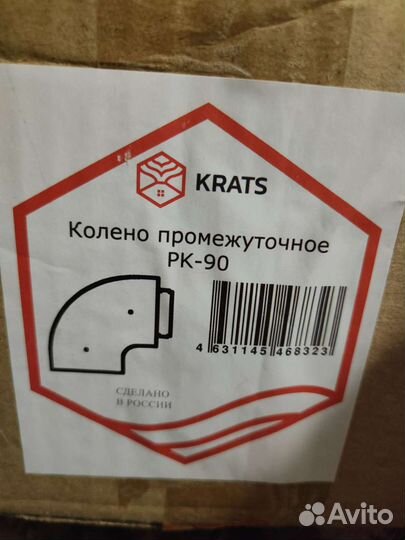 KRATS
Колено промежуточное
РК-90
4 631145 468323
СДЕЛАНО
В РОССИИ
Avito